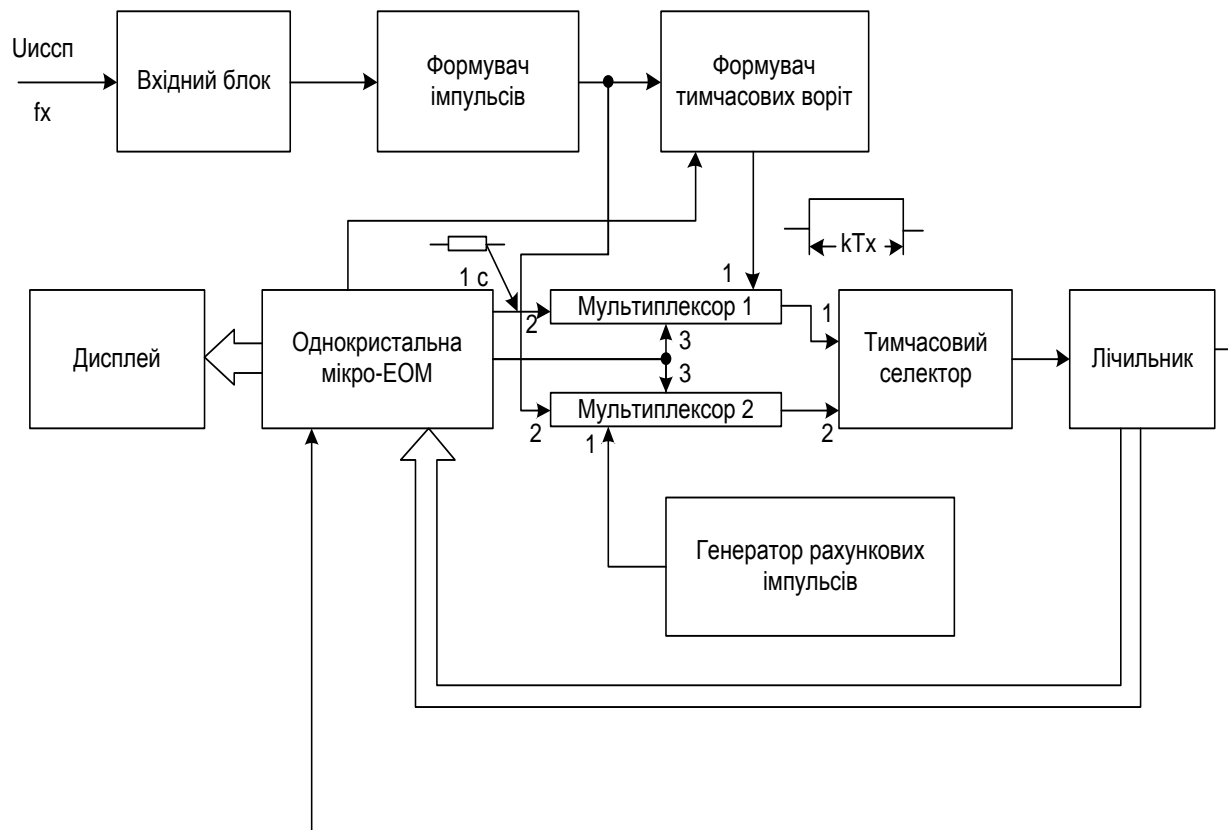 Uиссп
fx
Вхідний блок
Формувач
імпульсів
Формувач
тимчасових воріт
kTx
1 с
1
2
Мультиплексор 1
3
3
Мультиплексор 2
2
1
1
2
Дисплей
Однокристальна
мікро-ЕОМ
Тимчасовий
селектор
Лічильник
Генератор рахункових
імпульсів